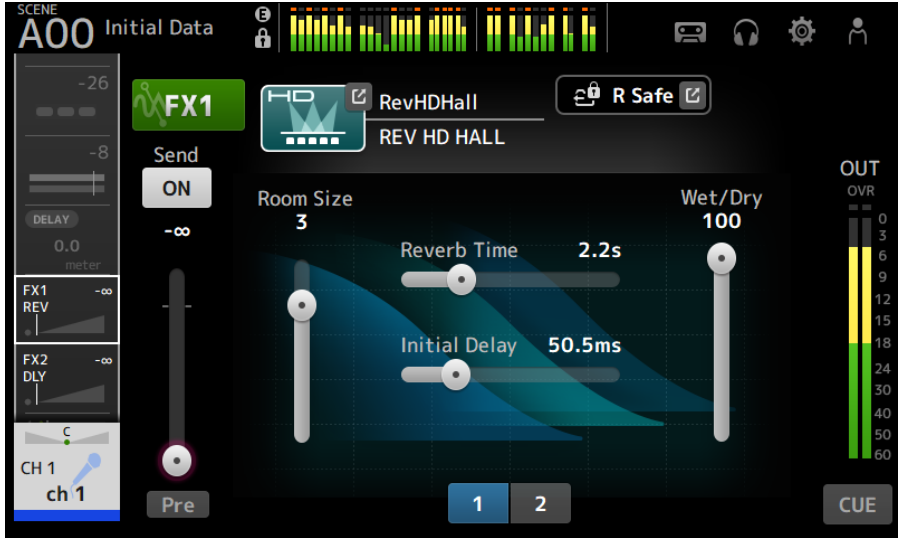 SCENE
A00 Initial Data
E
-26
-8
DELAY
0.0
meter
FX1 -∞
REV
FX2 -∞
DLY
C
CH 1
ch 1
FX1
Send
ON
-∞
Pre
HD
RevHDHall
REV HD HALL
R Safe
Room Size
3
Reverb Time 2.2s
Initial Delay 50.5ms
Wet/Dry
100
1 2
OUT
OVR
0
3
6
9
12
15
18
24
30
40
50
60
CUE